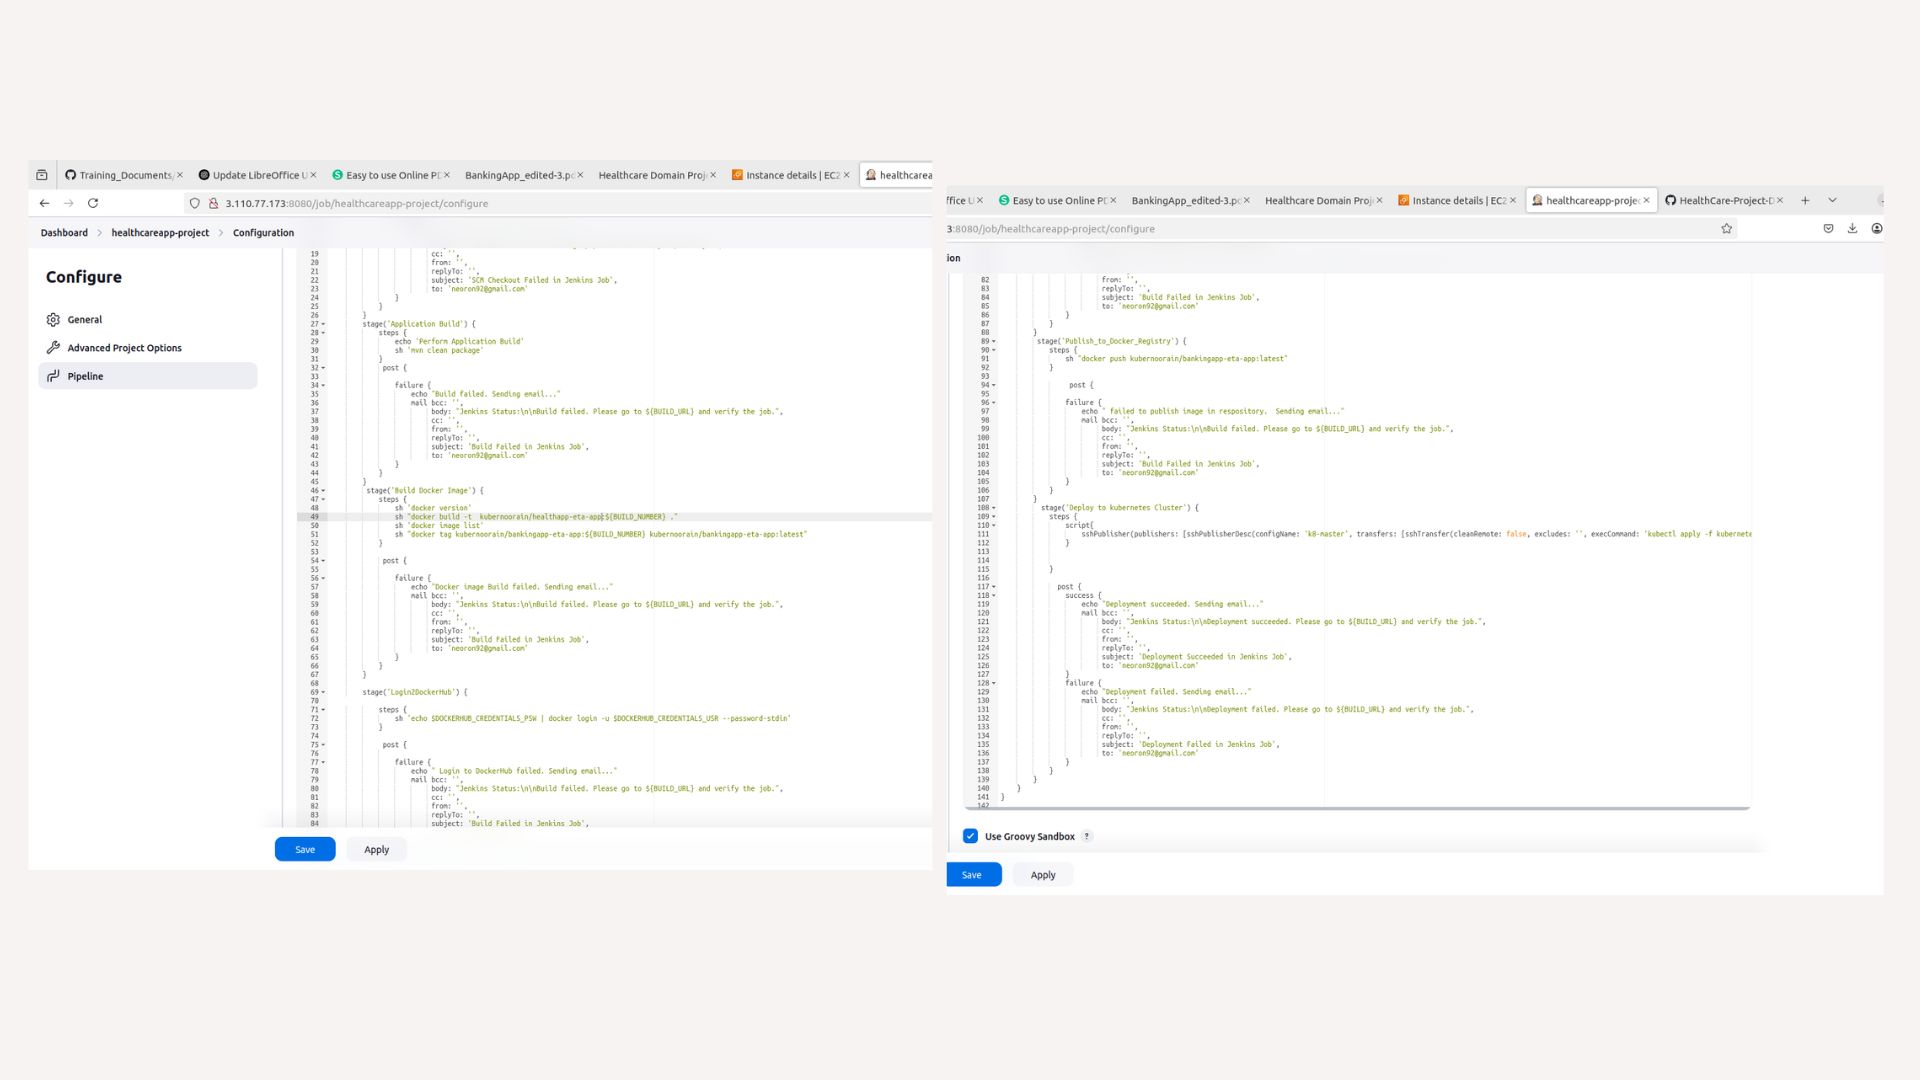 Training_Documents
Update LibreOffice U
Easy to use Online PD
BankingApp_edited-3.pd
Healthcare Domain Proj
Instance details | EC2
healthcarea
3.110.77.173:8080/job/healthcareapp-project/configure
Dashboard > healthcareapp-project > Configuration
Configure
General
Advanced Project Options
Pipeline
19 cc: '',
20 from: '',
21 replyTo: '',
22 subject: 'SCM Checkout Failed in Jenkins Job',
23 to: 'neoron92@gmail.com'
24 }
25 }
26 }
27 stage('Application Build') {
28 steps {
29 echo 'Perform Application Build'
30 sh 'mvn clean package'
31 }
32 post {
33
34 failure {
35 echo "Build failed. Sending email..."
36 mail bcc: '',
37 body: "Jenkins Status:\n\nBuild failed. Please go to ${BUILD_URL} and verify the job.",
38 cc: '',
39 from: '',
40 replyTo: '',
41 subject: 'Build Failed in Jenkins Job',
42 to: 'neoron92@gmail.com'
43 }
44 }
45 }
46 stage('Build Docker Image') {
47 steps {
48 sh 'docker version'
49 sh "docker build -t kubernoorain/healthapp-eta-app:${BUILD_NUMBER} ."
50 sh 'docker image list'
51 sh "docker tag kubernoorain/bankingapp-eta-app:${BUILD_NUMBER} kubernoorain/bankingapp-eta-app:latest"
52 }
53
54 post {
55
56 failure {
57 echo "Docker image Build failed. Sending email..."
58 mail bcc: '',
59 body: "Jenkins Status:\n\nBuild failed. Please go to ${BUILD_URL} and verify the job.",
60 cc: '',
61 from: '',
62 replyTo: '',
63 subject: 'Build Failed in Jenkins Job',
64 to: 'neoron92@gmail.com'
65 }
66 }
67 }
68
69 stage('Login2DockerHub') {
70
71 steps {
72 sh 'echo $DOCKERHUB_CREDENTIALS_PSW | docker login -u $DOCKERHUB_CREDENTIALS_USR --password-stdin'
73 }
74
75 post {
76
77 failure {
78 echo " Login to DockerHub failed. Sending email..."
79 mail bcc: '',
80 body: "Jenkins Status:\n\nBuild failed. Please go to ${BUILD_URL} and verify the job.",
81 cc: '',
82 from: '',
83 replyTo: '',
84 subject: 'Build Failed in Jenkins Job',
Save
Apply
ffice U
Easy to use Online PD
BankingApp_edited-3.pd
Healthcare Domain Proj
Instance details | EC2
healthcareapp-projec
HealthCare-Project-D
3:8080/job/healthcareapp-project/configure
ion
82 from: '',
83 replyTo: '',
84 subject: 'Build Failed in Jenkins Job',
85 to: 'neoron92@gmail.com'
86 }
87 }
88 }
89 stage('Publish_to_Docker_Registry') {
90 steps {
91 sh "docker push kubernoorain/bankingapp-eta-app:latest"
92 }
93
94 post {
95
96 failure {
97 echo " failed to publish image in respository. Sending email..."
98 mail bcc: '',
99 body: "Jenkins Status:\n\nBuild failed. Please go to ${BUILD_URL} and verify the job.",
100 cc: '',
101 from: '',
102 replyTo: '',
103 subject: 'Build Failed in Jenkins Job',
104 to: 'neoron92@gmail.com'
105 }
106 }
107 }
108 stage('Deploy to kubernetes Cluster') {
109 steps {
110 script{
111 sshPublisher(publishers: [sshPublisherDesc(configName: 'k8-master', transfers: [sshTransfer(cleanRemote: false, excludes: '', execCommand: 'kubectl apply -f kubernete
112 }
113
114
115 }
116
117 post {
118 success {
119 echo "Deployment succeeded. Sending email..."
120 mail bcc: '',
121 body: "Jenkins Status:\n\nDeployment succeeded. Please go to ${BUILD_URL} and verify the job.",
122 cc: '',
123 from: '',
124 replyTo: '',
125 subject: 'Deployment Succeeded in Jenkins Job',
126 to: 'neoron92@gmail.com'
127 }
128 failure {
129 echo "Deployment failed. Sending email..."
130 mail bcc: '',
131 body: "Jenkins Status:\n\nDeployment failed. Please go to ${BUILD_URL} and verify the job.",
132 cc: '',
133 from: '',
134 replyTo: '',
135 subject: 'Deployment Failed in Jenkins Job',
136 to: 'neoron92@gmail.com'
137 }
138 }
139 }
140 }
141 }
142
Use Groovy Sandbox ?
Save
Apply